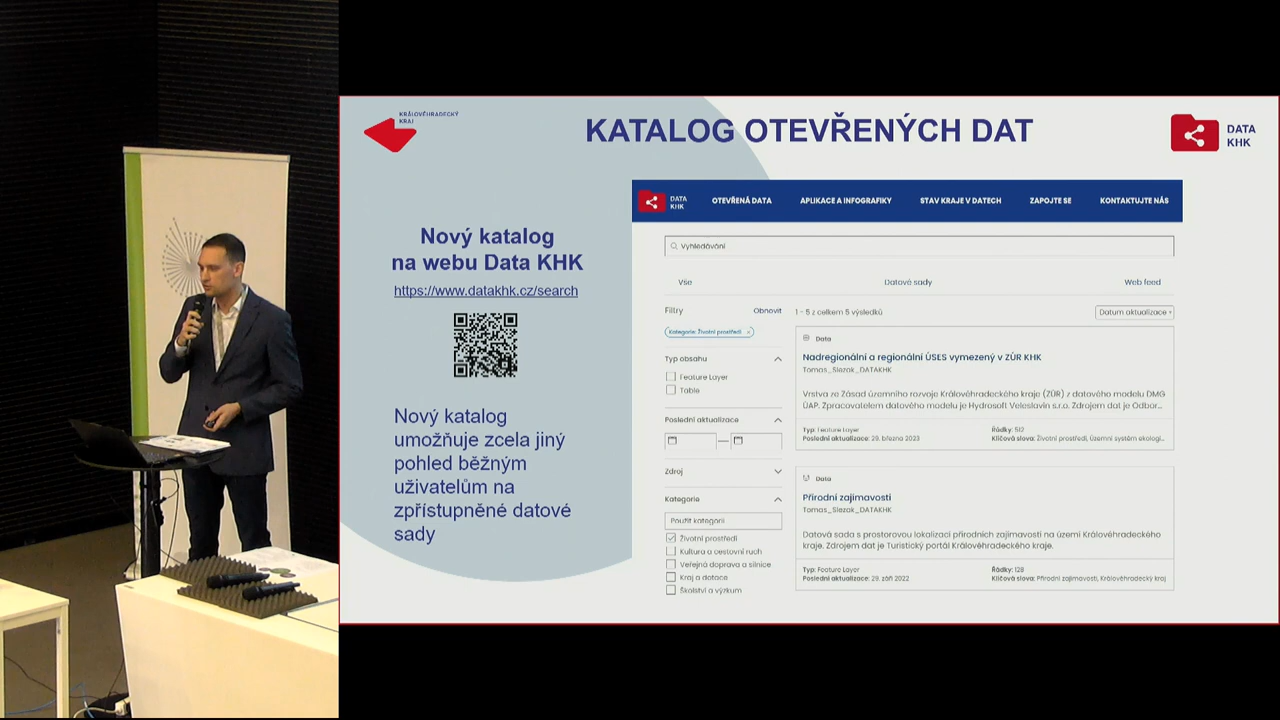 KRÁLOVÉHRADECKÝ
KRAJ
KATALOG OTEVŘENÝCH DAT
DATA
KHK
Nový katalog
na webu Data KHK
https://www.datakhk.cz/search
Nový katalog
umožňuje zcela jiný
pohled běžným
uživatelům na
zpřístupněné datové
sady
DATA
KHK
OTEVŘENÁ DATA APLIKACE A INFOGRAFIKY STAV KRAJE V DATECH ZAPOJTE SE KONTAKTUJTE NÁS
Vyhledávání
Vše Datové sady Web feed
Filtry Obnovit
Kategorie: Životní prostředí ×
Typ obsahu
Feature Layer
Table
Poslední aktualizace
Zdroj
Kategorie
Použít kategorii
Životní prostředí
Kultura a cestovní ruch
Veřejná doprava a silnice
Kraj a dotace
Školství a výzkum
1 - 5 z celkem 5 výsledků
Datum aktualizace
Data
Nadregionální a regionální ÚSES vymezený v ZÚR KHK
Tomas_Slezak_DATAKHK
Vrstva ze Zásad územního rozvoje Královéhradeckého kraje (ZÚR) z datového modelu DMG
ÚAP. Zpracovatelem datového modelu je Hydrosoft Veleslavín s.r.o. Zdrojem dat je Odbor...
Typ: Feature Layer Řádky: 512
Poslední aktualizace: 29. března 2023 Klíčová slova: Životní prostředí, územní systém ekologi...
Data
Přírodní zajímavosti
Tomas_Slezak_DATAKHK
Datová sada s prostorovou lokalizací přírodních zajímavostí na území Královéhradeckého
kraje. Zdrojem dat je Turistický portál Královéhradeckého kraje.
Typ: Feature Layer Řádky: 128
Poslední aktualizace: 29. září 2022 Klíčová slova: Přírodní zajímavosti, Královéhradecký kraj